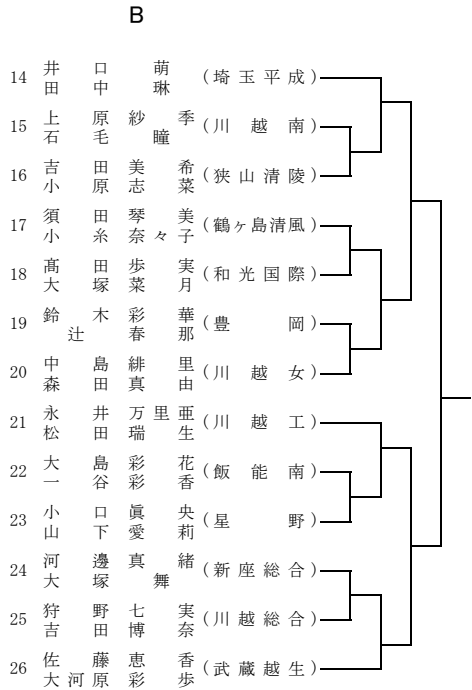 B
井口萌
14 (埼玉平成)
田中琳
上原紗季
15 (川越南)
石毛瞳
吉田美希
16 (狭山清陵)
小原志菜
須田琴美
17 (鶴ヶ島清風)
小糸奈々子
髙田歩実
18 (和光国際)
大塚菜月
鈴木彩華
19 (豊岡)
辻春那
中島緋里
20 (川越女)
森田真由
永井万里亜
21 (川越工)
松田瑞生
大島彩花
22 (飯能南)
一谷彩香
小口眞央
23 (星野)
山下愛莉
河邊真緒
24 (新座総合)
大塚舞
狩野七実
25 (川越総合)
吉田博奈
佐藤恵香
26 (武蔵越生)
大河原彩歩